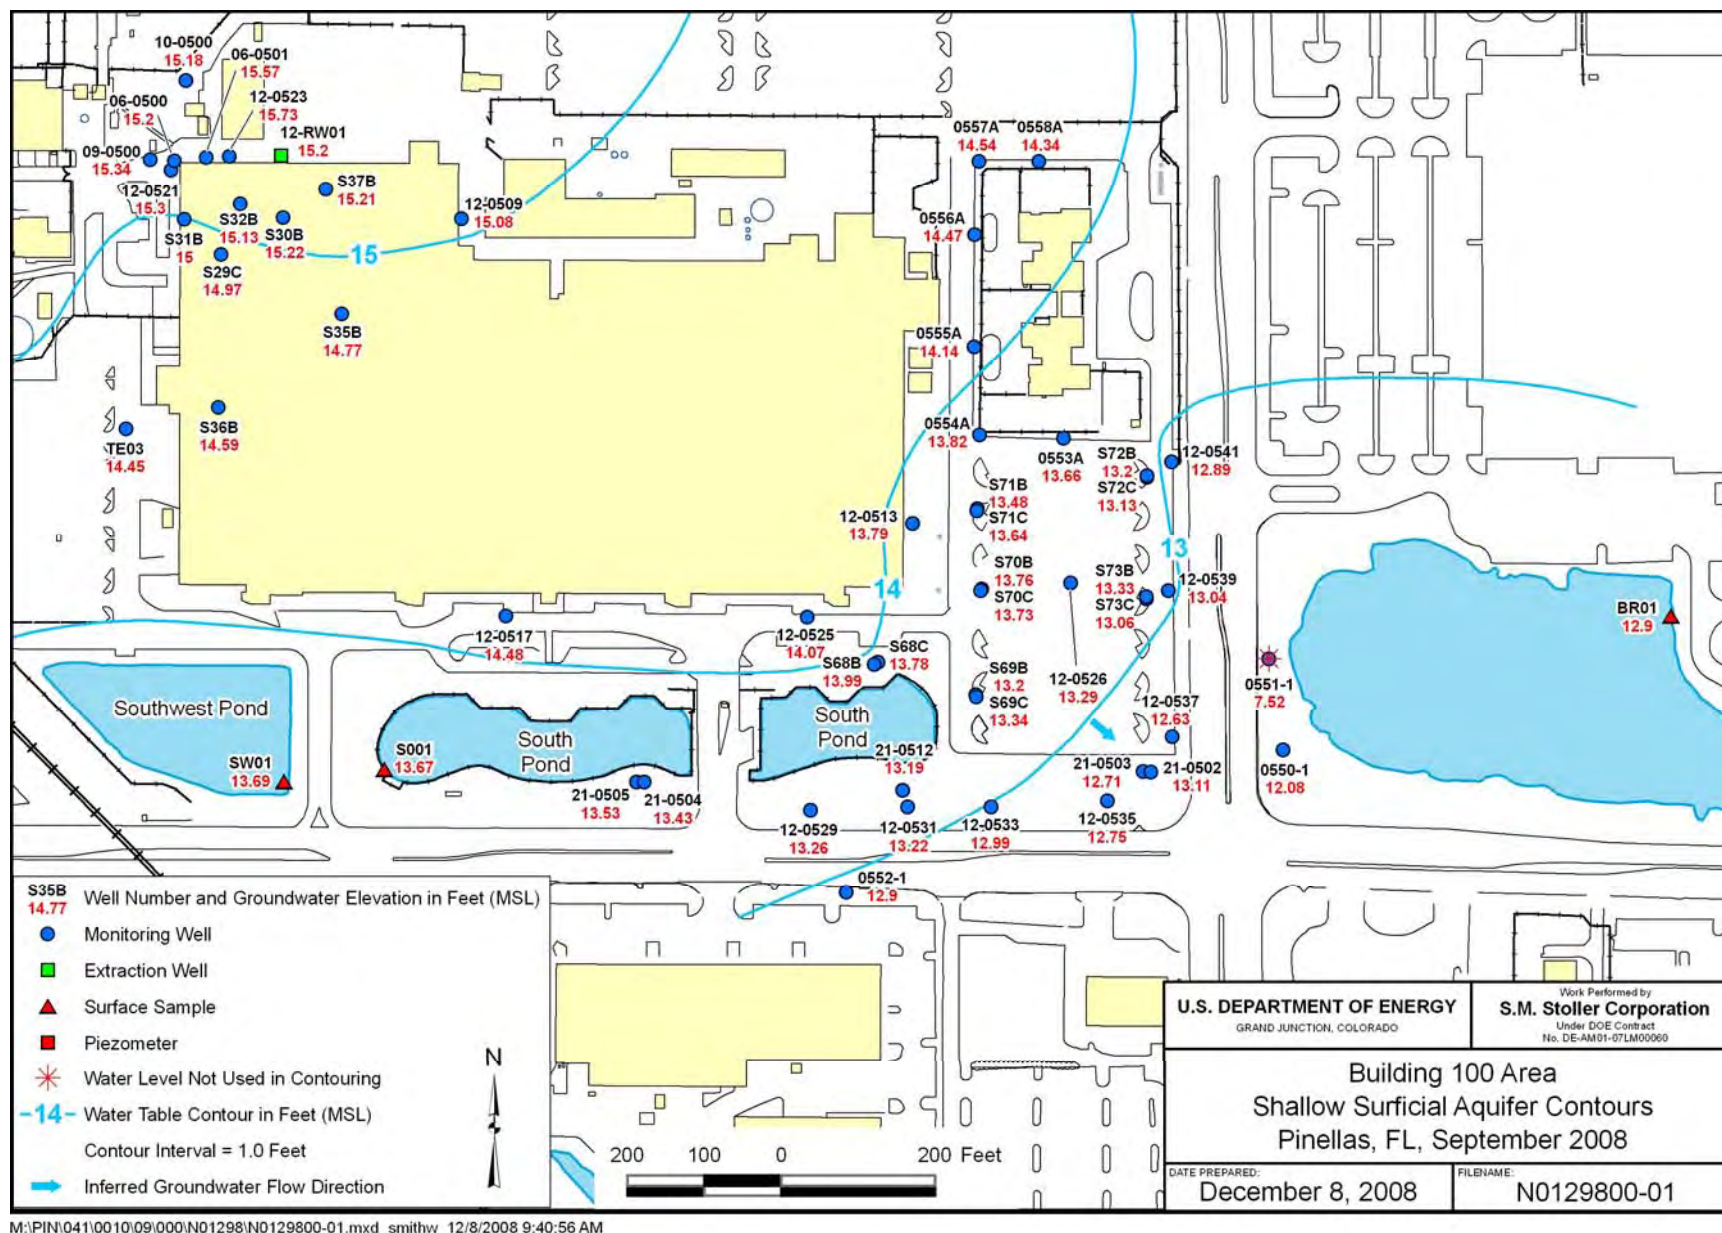 10-0500
15.18
06-0501
15.57
06-0500
15.2
12-0523
15.73
12-RW01
15.2
09-0500
15.34
12-0521
15.3
S37B
15.21
S32B
15.13
S30B
15.22
S31B
15
S29C
14.97
12-0509
15.08
15
0557A
14.54
0558A
14.34
0556A
14.47
S35B
14.77
0555A
14.14
S36B
14.59
TE03
14.45
0554A
13.82
0553A
13.66
S72B
13.2
S72C
13.13
12-0541
12.89
S71B
13.48
S71C
13.64
12-0513
13.79
13
14
S70B
13.76
S70C
13.73
S73B
13.33
S73C
13.06
12-0539
13.04
BR01
12.9
12-0517
14.48
12-0525
14.07
S68B
13.99
S68C
13.78
S69B
13.2
S69C
13.34
12-0526
13.29
0551-1
7.52
12-0537
12.63
Southwest Pond
SW01
13.69
S001
13.67
South
Pond
South
Pond
21-0512
13.19
21-0503
12.71
21-0502
13.11
0550-1
12.08
21-0505
13.53
21-0504
13.43
12-0529
13.26
12-0531
13.22
12-0533
12.99
12-0535
12.75
0552-1
12.9
S35B
14.77
Well Number and Groundwater Elevation in Feet (MSL)
Monitoring Well
Extraction Well
Surface Sample
Piezometer
Water Level Not Used in Contouring
-14- Water Table Contour in Feet (MSL)
Contour Interval = 1.0 Feet
Inferred Groundwater Flow Direction
N
200 100 0 200 Feet
U.S. DEPARTMENT OF ENERGY
GRAND JUNCTION, COLORADO
Work Performed by
S.M. Stoller Corporation
Under DOE Contract
No. DE-AM01-07LM00060
Building 100 Area
Shallow Surficial Aquifer Contours
Pinellas, FL, September 2008
DATE PREPARED:
December 8, 2008
FILENAME:
N0129800-01
M:\PIN\041\0010\09\000\N01298\N0129800-01.mxd smithw 12/8/2008 9:40:56 AM